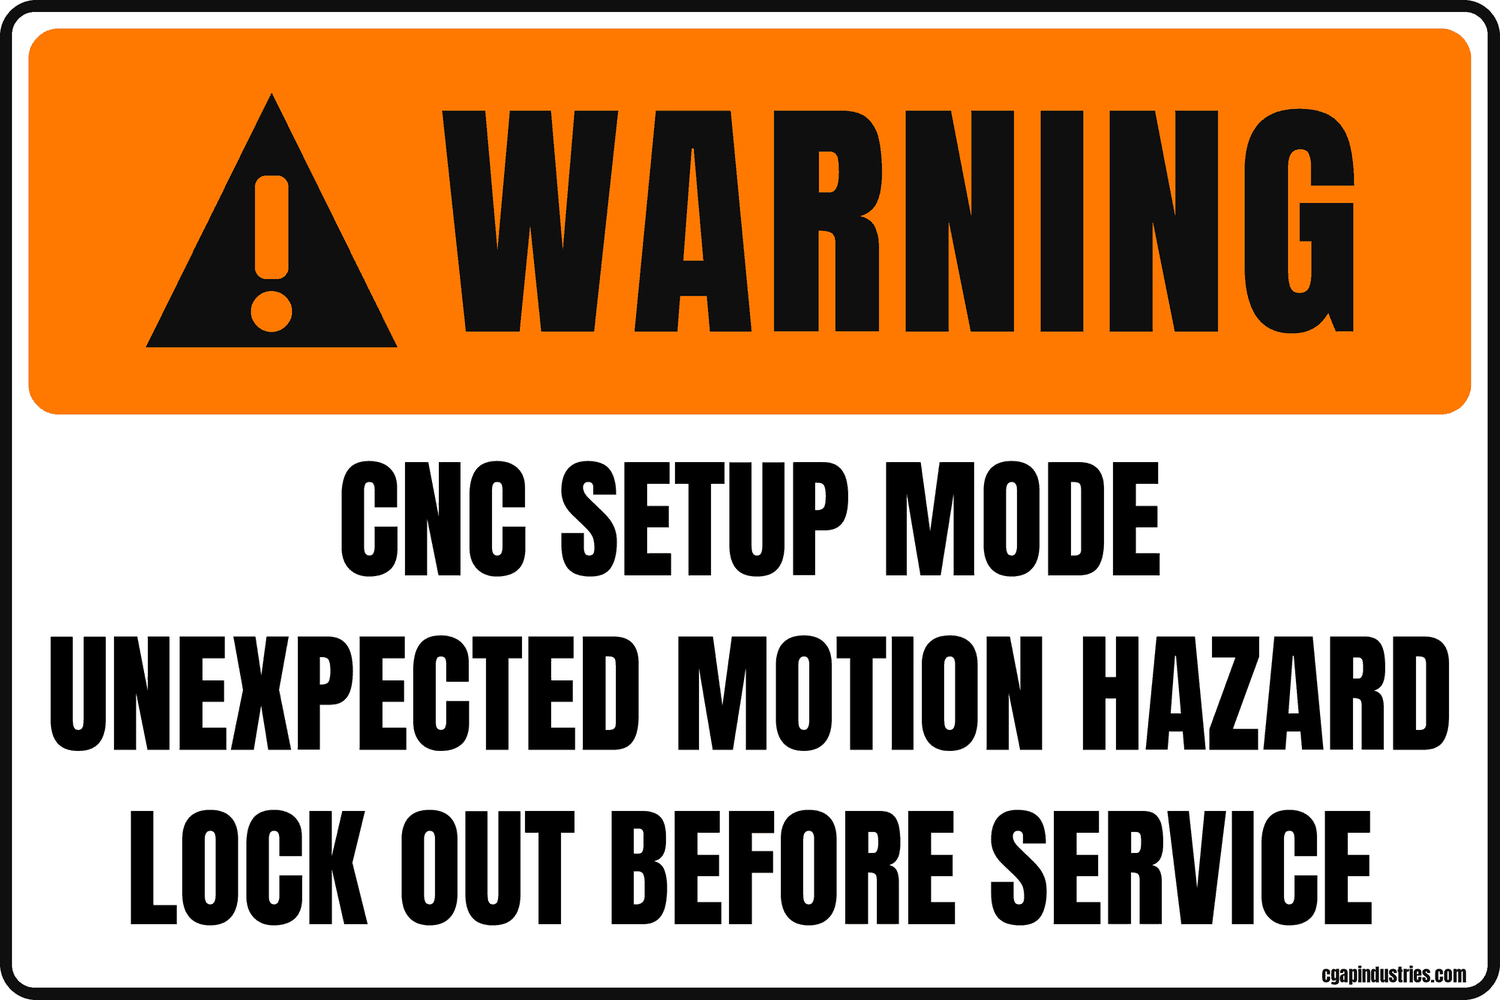 WARNING
CNC SETUP MODE
UNEXPECTED MOTION HAZARD
LOCK OUT BEFORE SERVICE
cgapindustries.com